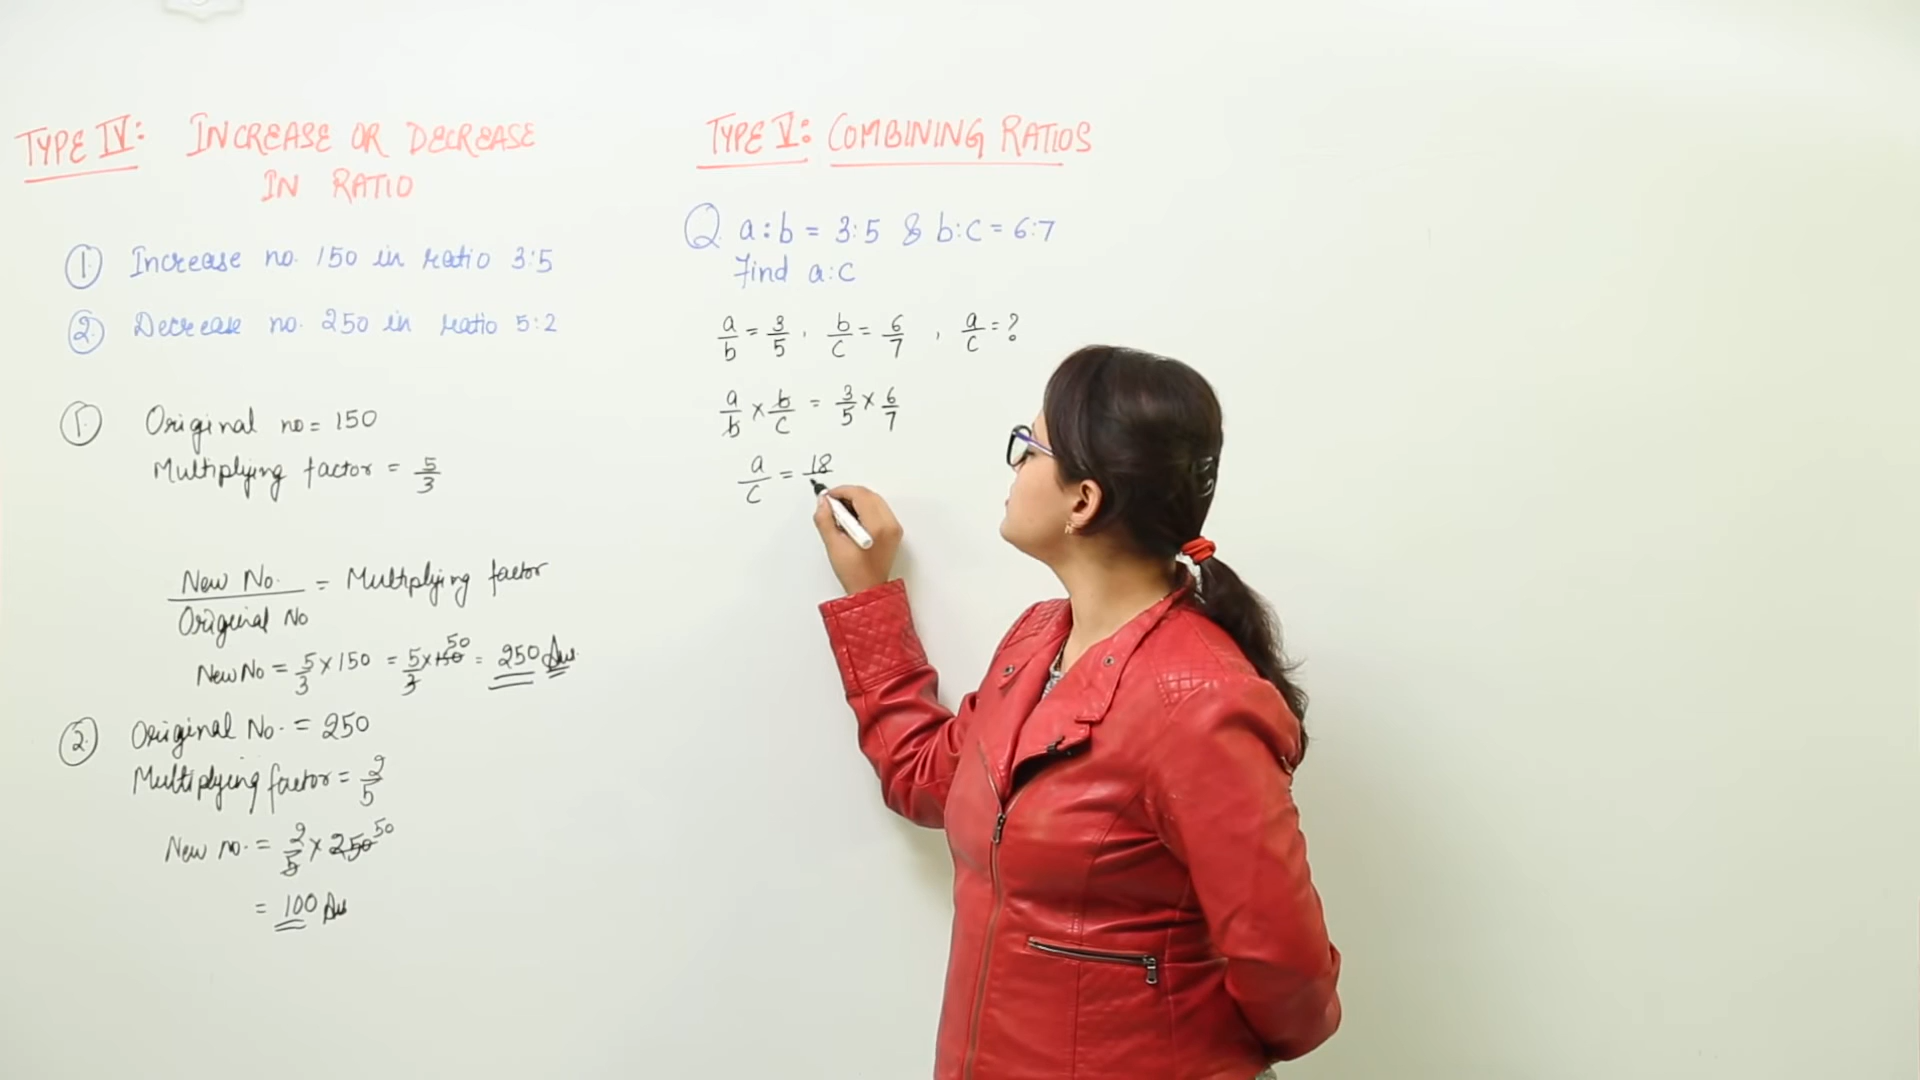 TYPE IV: INCREASE OR DECREASE
IN RATIO
① Increase no. 150 in ratio 3:5
② Decrease no. 250 in ratio 5:2
① Original no = 150
Multiplying factor = 5/3
New No. / Original No = Multiplying factor
New No = 5/3 × 150 = 5/3 × 150 50 = 250 Ans.
② Original No. = 250
Multiplying factor = 2/5
New no. = 2/5 × 250 50
= 100 Ans
TYPE V: COMBINING RATIOS
Q a:b = 3:5 & b:c = 6:7
Find a:c
a/b = 3/5, b/c = 6/7, a/c = ?
a/b × b/c = 3/5 × 6/7
a/c = 18